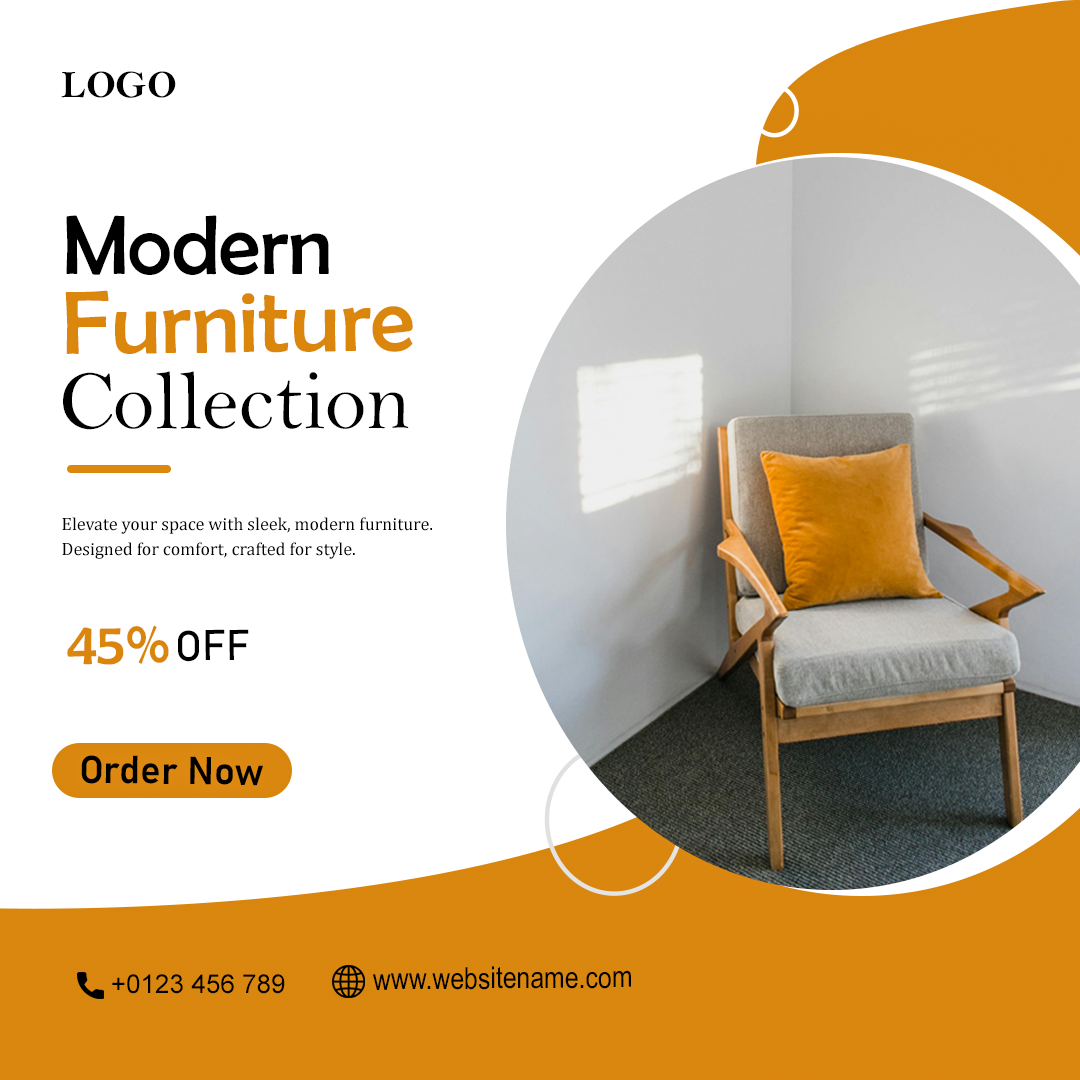 LOGO
Modern
Furniture
Collection
Elevate your space with sleek, modern furniture.
Designed for comfort, crafted for style.
45% OFF
Order Now
+0123 456 789
www.websitename.com